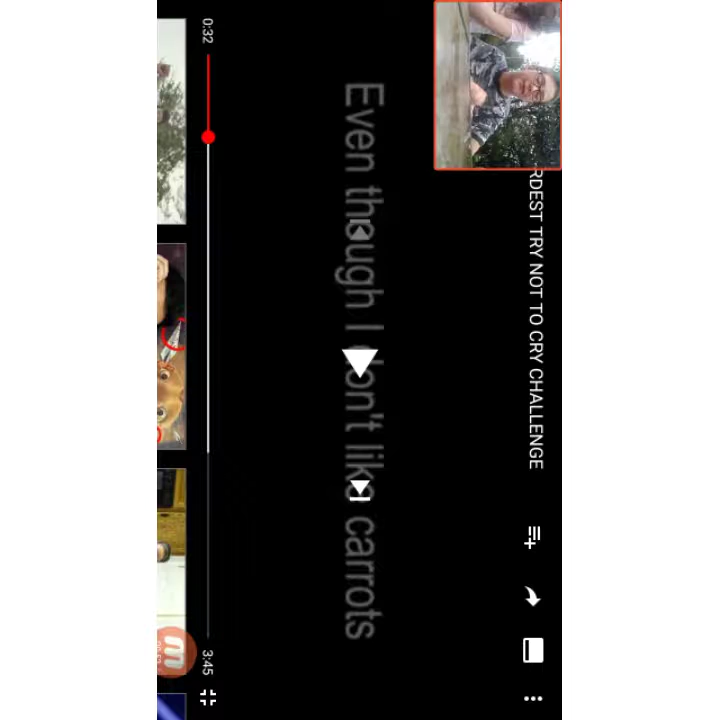 RDEST TRY NOT TO CRY CHALLENGE
Even though I don't like carrots
0:32
3:45